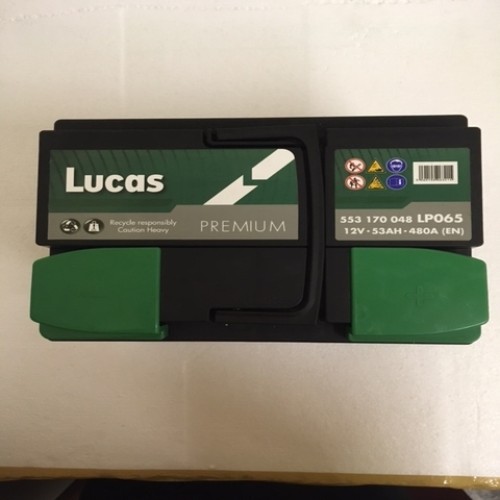 Lucas
Recycle responsibly
Caution Heavy
PREMIUM
553 170 048 LP065
12V - 53AH - 480A (EN)